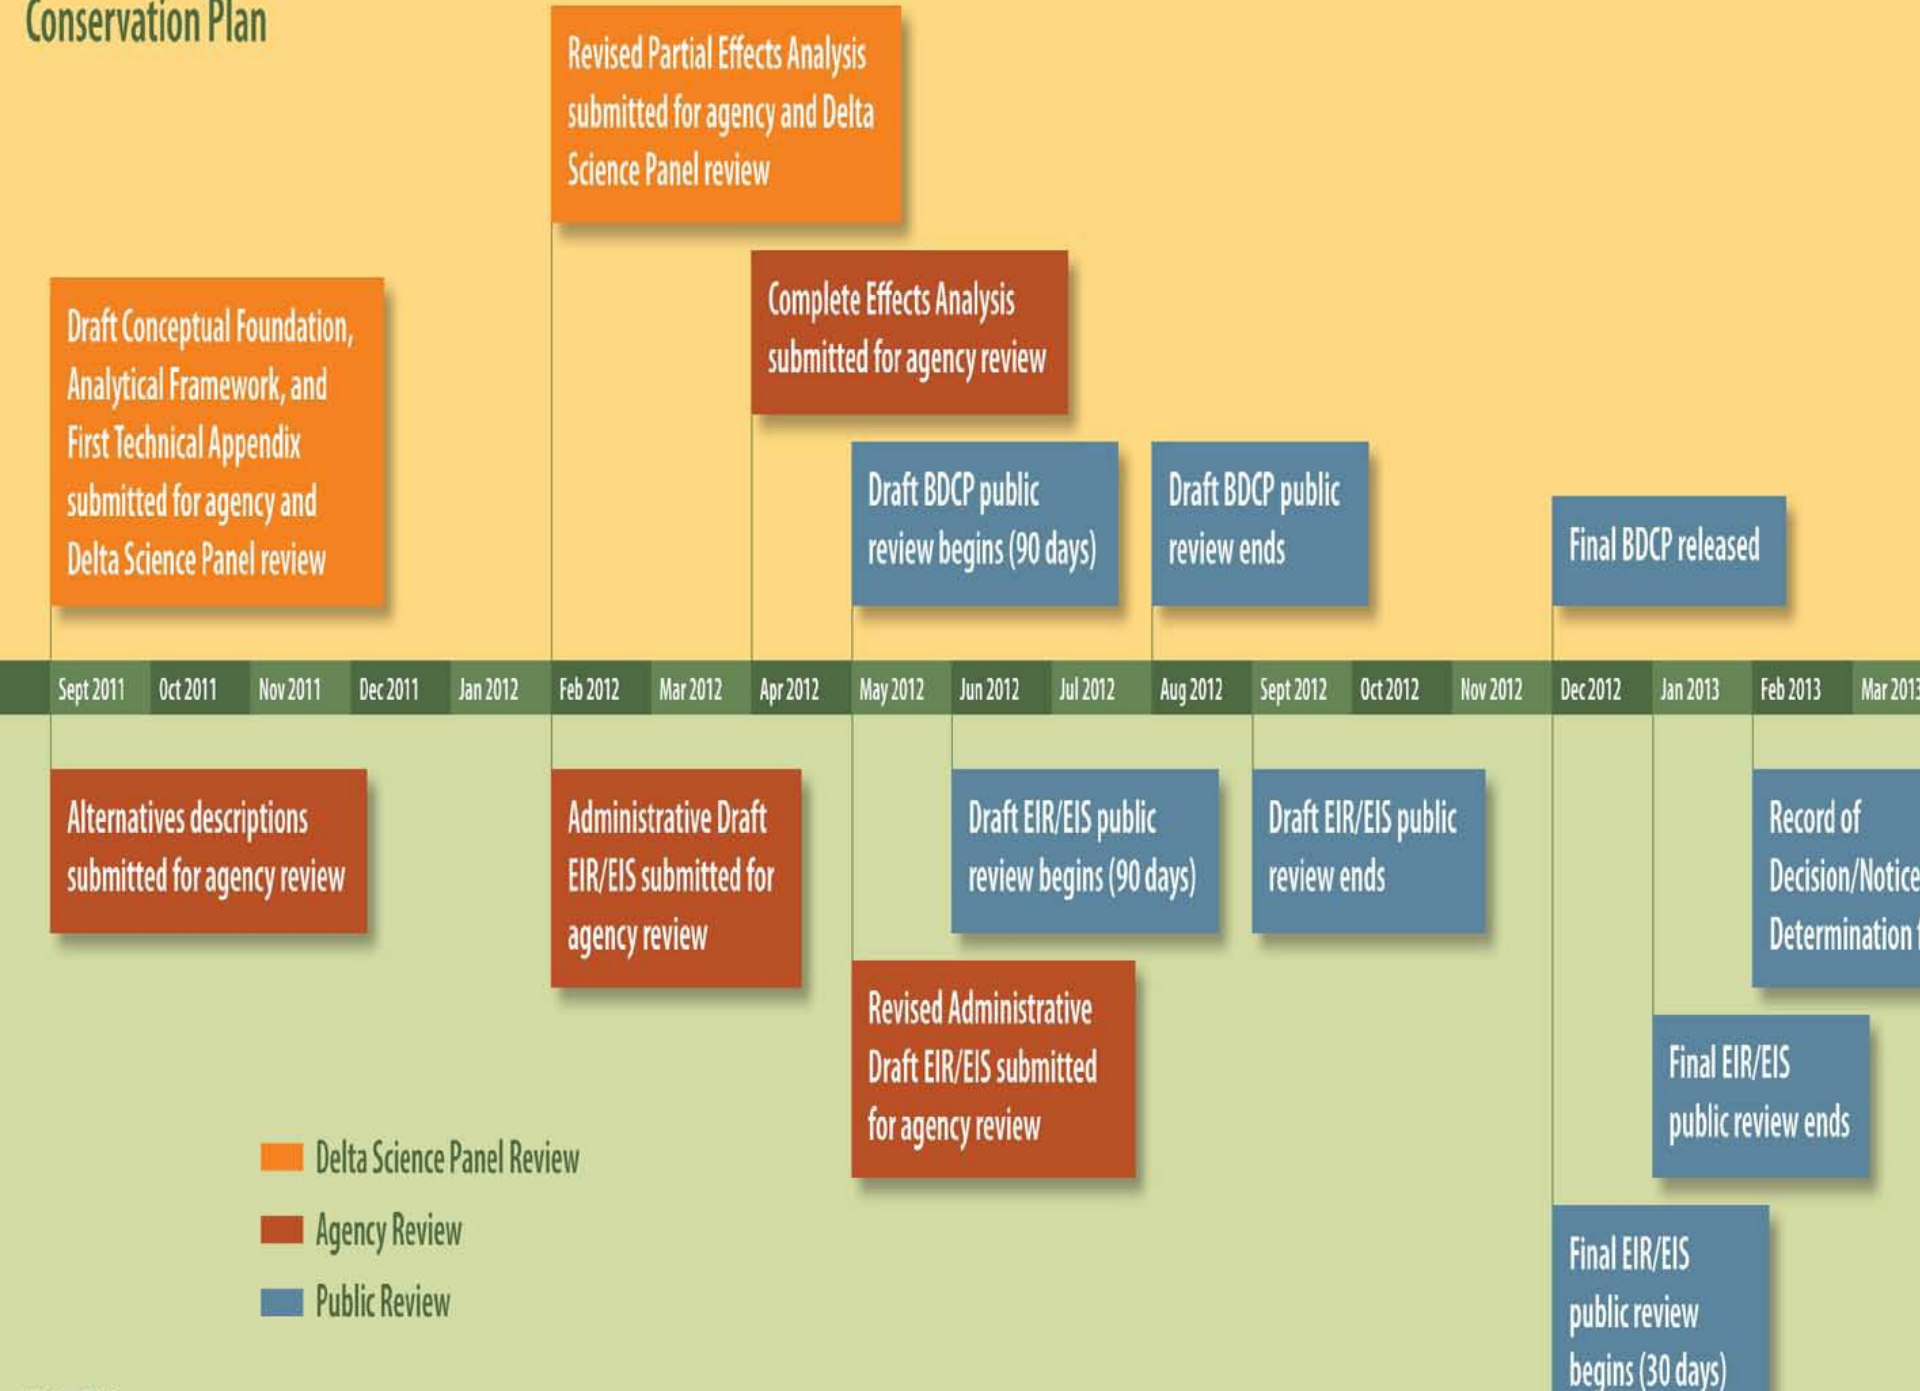 Conservation Plan
Revised Partial Effects Analysis
submitted for agency and Delta
Science Panel review
Complete Effects Analysis
submitted for agency review
Draft Conceptual Foundation,
Analytical Framework, and
First Technical Appendix
submitted for agency and
Delta Science Panel review
Draft BDCP public
review begins (90 days)
Draft BDCP public
review ends
Final BDCP released
Sept 2011 Oct 2011 Nov 2011 Dec 2011 Jan 2012 Feb 2012 Mar 2012 Apr 2012 May 2012 Jun 2012 Jul 2012 Aug 2012 Sept 2012 Oct 2012 Nov 2012 Dec 2012 Jan 2013 Feb 2013 Mar 2013
Alternatives descriptions
submitted for agency review
Administrative Draft
EIR/EIS submitted for
agency review
Draft EIR/EIS public
review begins (90 days)
Draft EIR/EIS public
review ends
Record of
Decision/Notice
Determination
Revised Administrative
Draft EIR/EIS submitted
for agency review
Final EIR/EIS
public review ends
Final EIR/EIS
public review
begins (30 days)
Delta Science Panel Review
Agency Review
Public Review